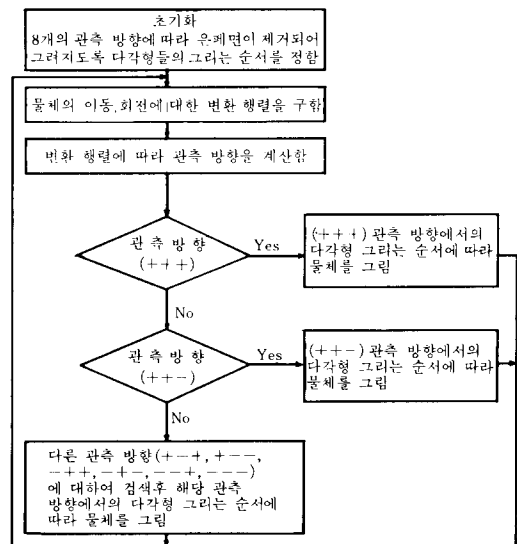 초기화
8개의 관측 방향에 따라 은폐면이 제거되어
그려지도록 다각형들의 그리는 순서를 정함
물체의 이동,회전에 대한 변환 행렬을 구함
변환 행렬에 따라 관측 방향을 계산함
관 측 방 향
(+++)
Yes
(+++) 관측 방향에서의
다각형 그리는 순서에 따라
물체를 그림
No
관측 방향
(++-)
Yes
(++-) 관측 방향에서의
다각형 그리는 순서에 따라
물체를 그림
No
다른 관측 방향(+-+, +--,
-++, -+-, --+, ---)
에 대하여 검색후 해당 관측
방향에서의 다각형 그리는 순서에
따라 물체를 그림